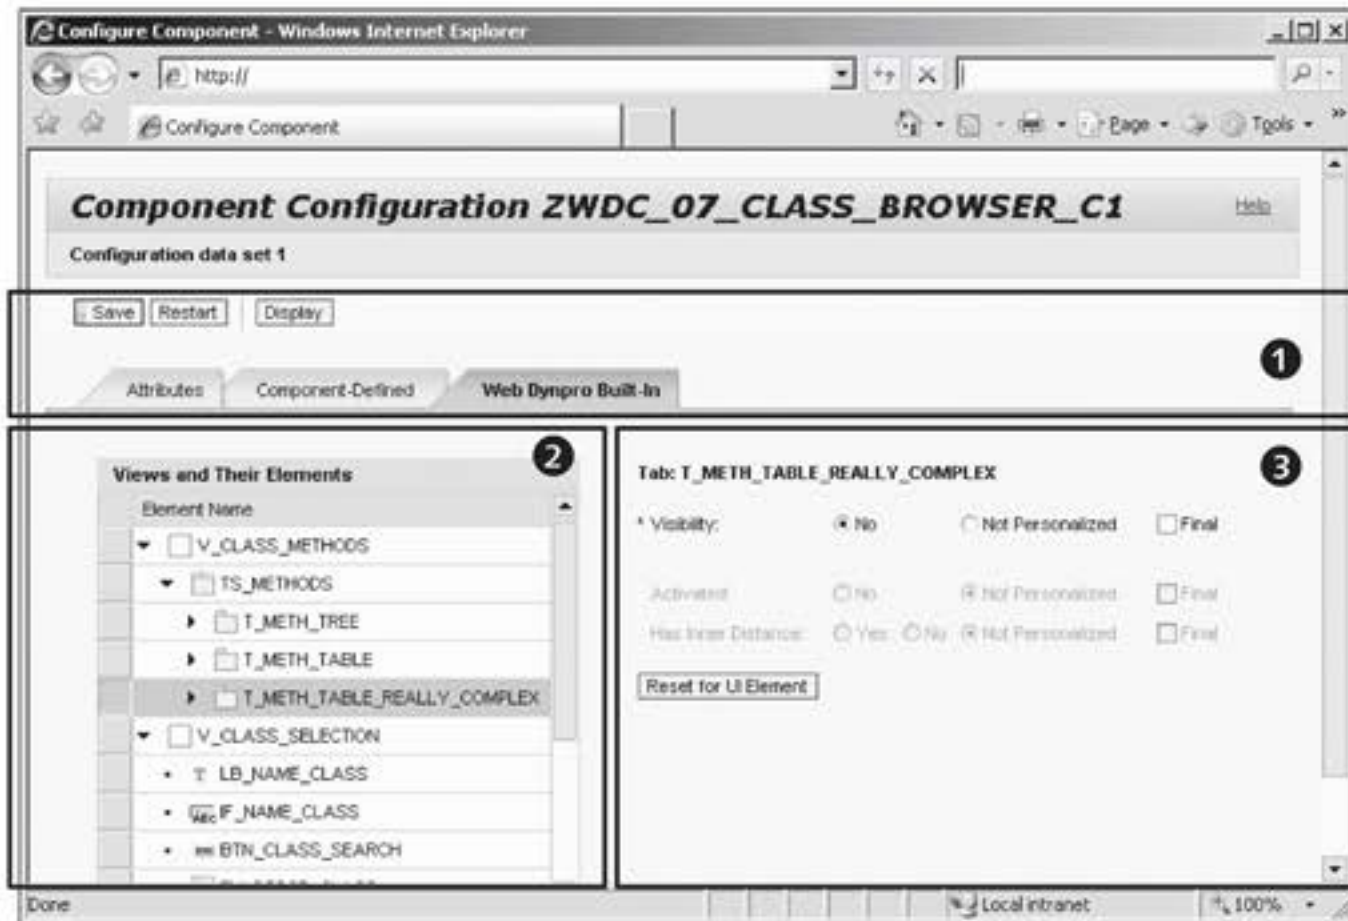 Configure Component - Windows Internet Explorer
http://
Configure Component
Page
Tools
»
Component Configuration ZWDC_07_CLASS_BROWSER_C1
Help
Configuration data set 1
Save Restart Display
1
Attributes Component-Defined Web Dynpro Built-In
2
Views and Their Elements
Element Name
V_CLASS_METHODS
TS_METHODS
T_METH_TREE
T_METH_TABLE
T_METH_TABLE_REALLY_COMPLEX
V_CLASS_SELECTION
T LB_NAME_CLASS
ABC IF_NAME_CLASS
BTN_CLASS_SEARCH
3
Tab: T_METH_TABLE_REALLY_COMPLEX
* Visibility: No Not Personalized Final
Activated: No Not Personalized Final
Has Inner Distance: Yes No Not Personalized Final
Reset for UI Element
Done
Local intranet
100%